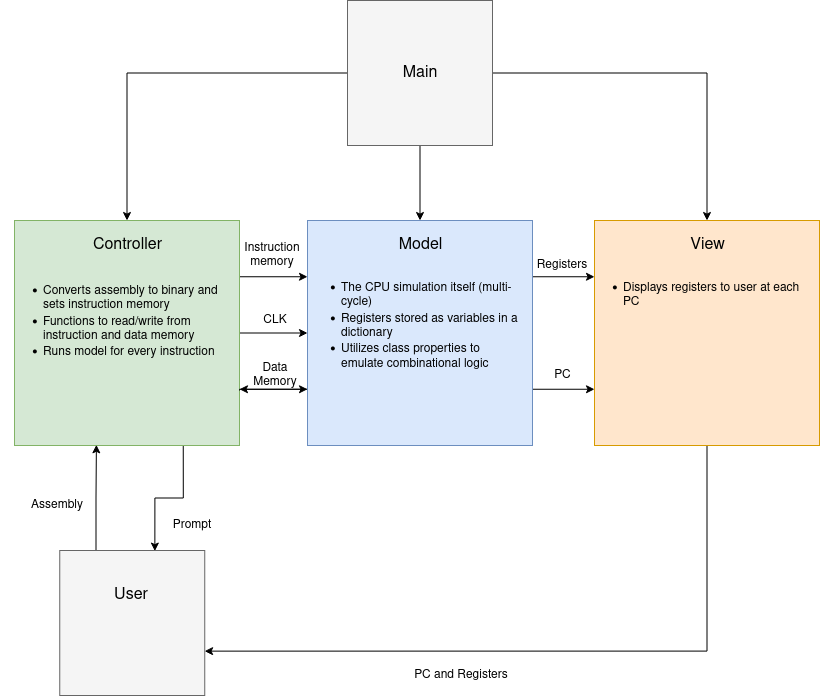 Main
Controller
• Converts assembly to binary and
sets instruction memory
• Functions to read/write from
instruction and data memory
• Runs model for every instruction
Instruction
memory
CLK
Data
Memory
Model
• The CPU simulation itself (multi-
cycle)
• Registers stored as variables in a
dictionary
• Utilizes class properties to
emulate combinational logic
Registers
PC
View
• Displays registers to user at each
PC
Assembly
Prompt
User
PC and Registers